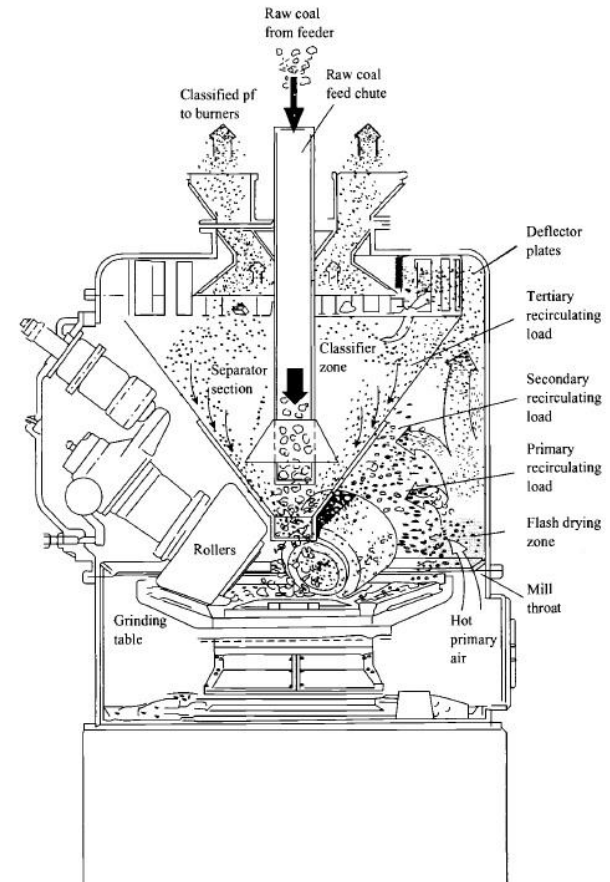 Raw coal
from feeder
Raw coal
feed chute
Classified pf
to burners
Deflector
plates
Tertiary
recirculating
load
Classifier
zone
Separator
section
Secondary
recirculating
load
Primary
recirculating
load
Flash drying
zone
Rollers
Mill
throat
Grinding
table
Hot
primary
air